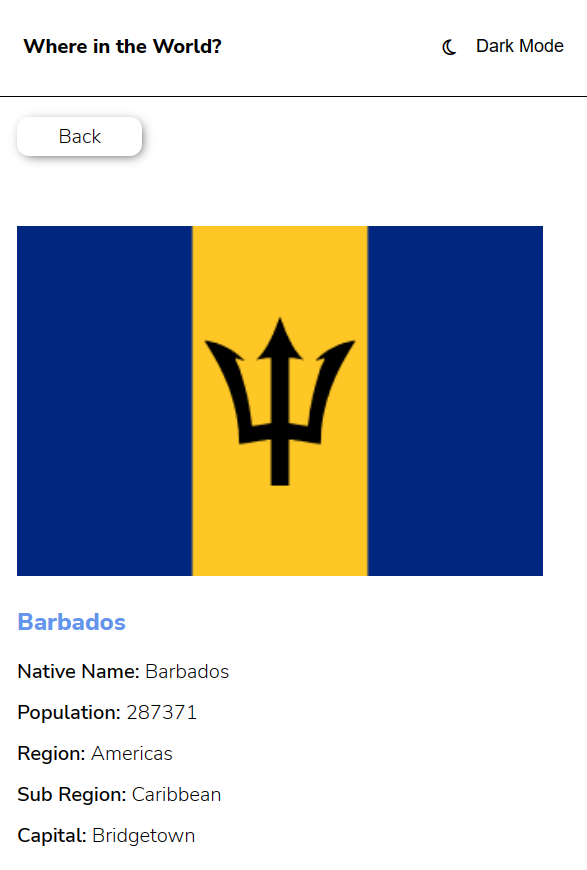 Where in the World?
Dark Mode
Back
Barbados
Native Name: Barbados
Population: 287371
Region: Americas
Sub Region: Caribbean
Capital: Bridgetown